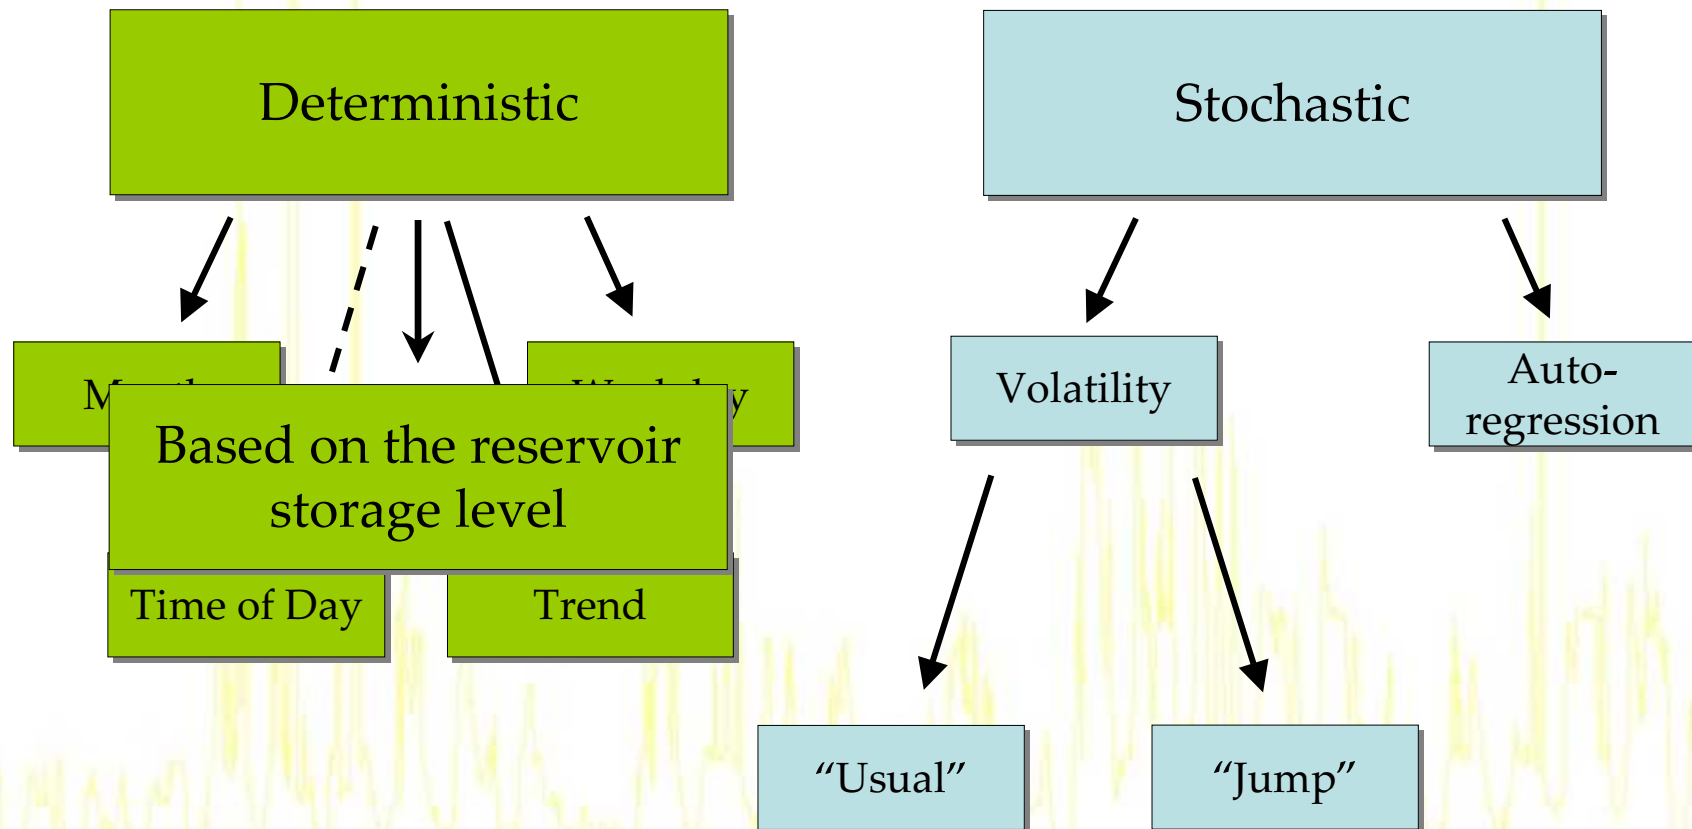 Deterministic
Stochastic
Volatility
Auto-
regression
Based on the reservoir
storage level
Time of Day
Trend
“Usual”
“Jump”